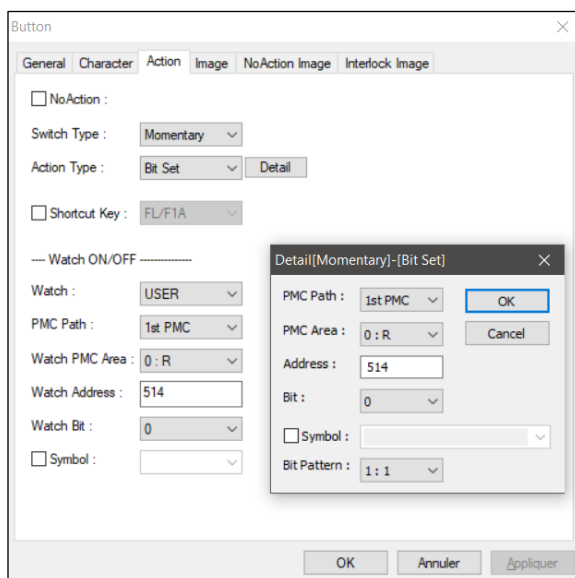 Button
General Character Action Image NoAction Image Interlock Image
NoAction :
Switch Type : Momentary
Action Type : Bit Set Detail
Shortcut Key : FL/F1A
---- Watch ON/OFF --------------
Watch : USER
PMC Path : 1st PMC
Watch PMC Area : 0 : R
Watch Address : 514
Watch Bit : 0
Symbol :
Detail[Momentary]-[Bit Set]
PMC Path : 1st PMC OK
PMC Area : 0 : R Cancel
Address : 514
Bit : 0
Symbol :
Bit Pattern : 1 : 1
OK Annuler Appliquer